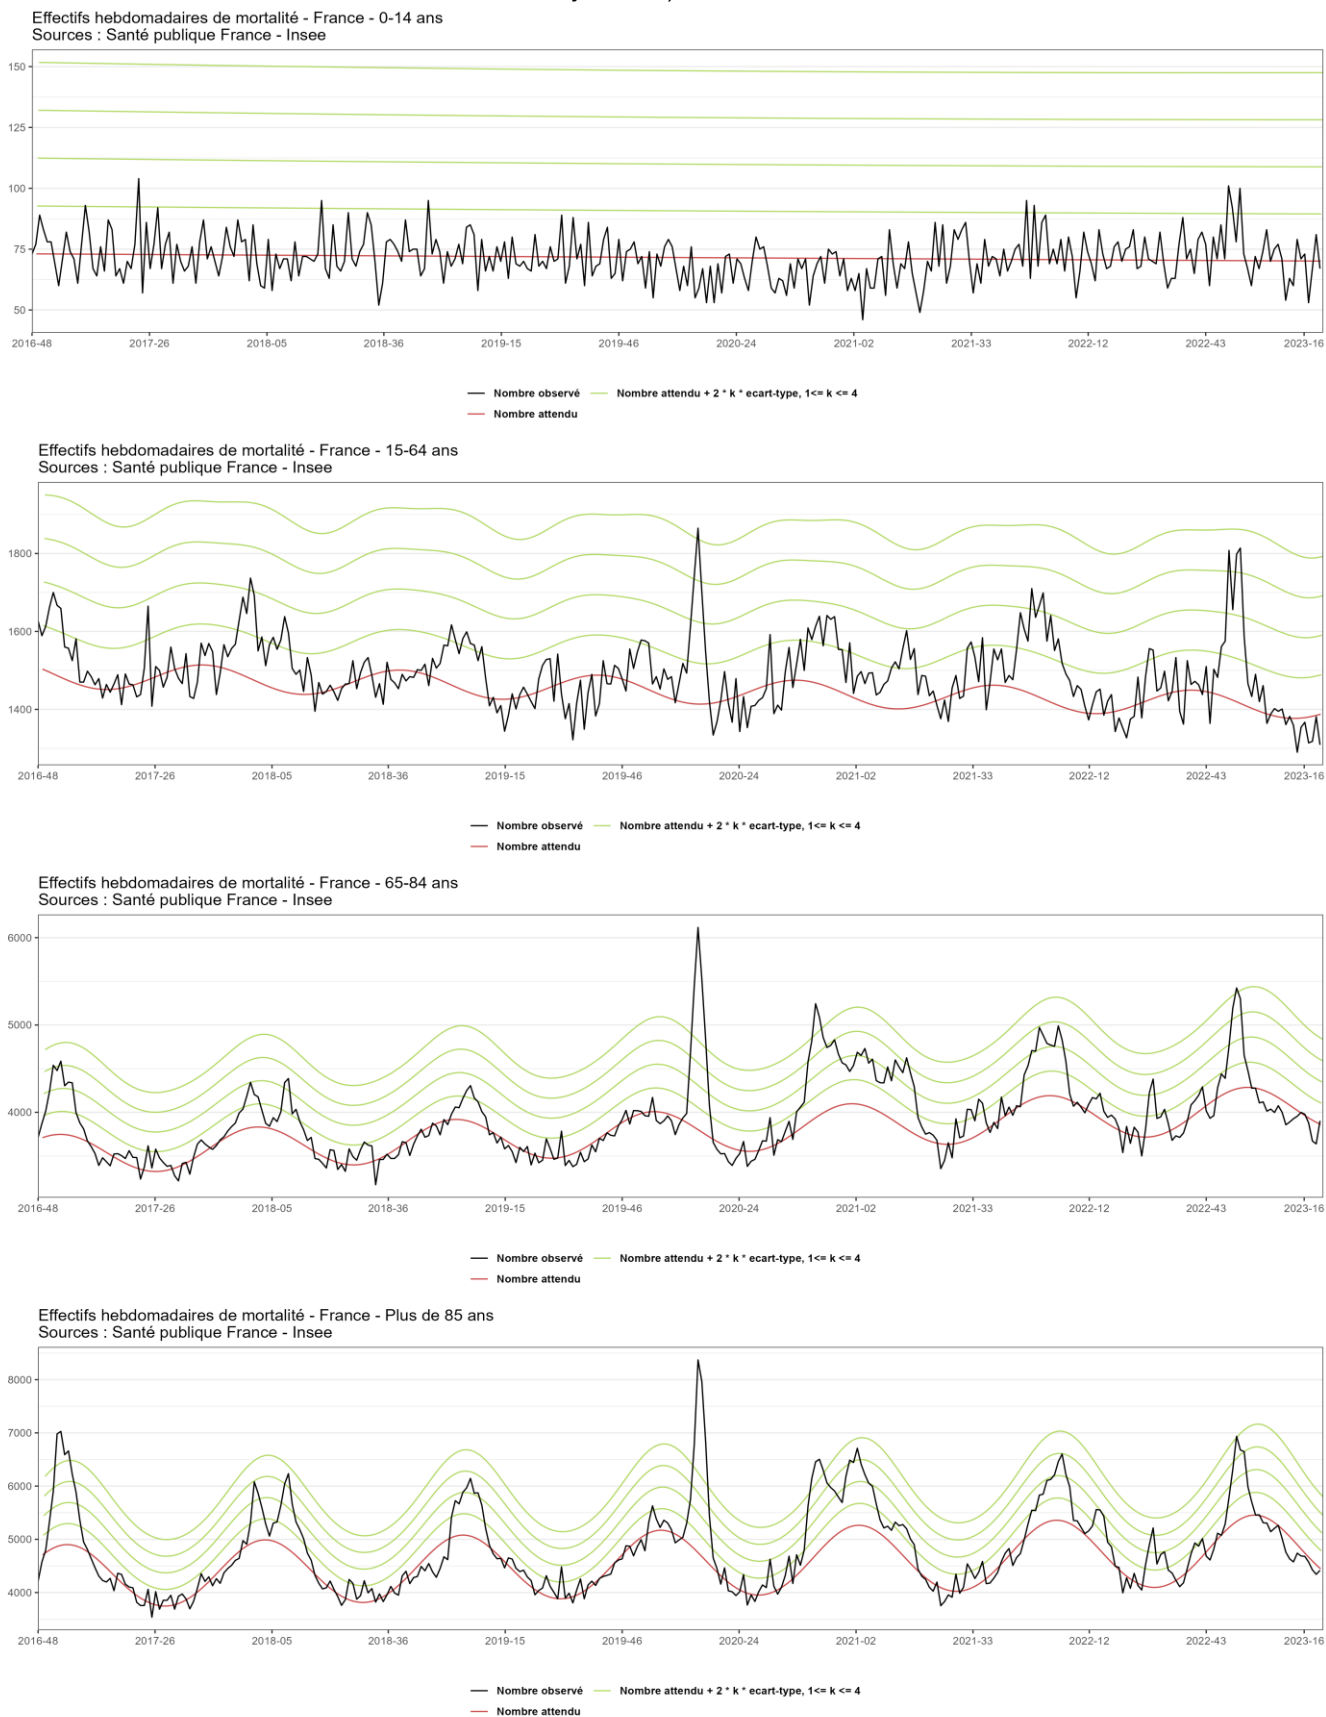 Effectifs hebdomadaires de mortalité - France - 0-14 ans
Sources : Santé publique France - Insee
150
125
100
75
50
2016-48 2017-26 2018-05 2018-36 2019-15 2019-46 2020-24 2021-02 2021-33 2022-12 2022-43 2023-16
Nombre observé Nombre attendu + 2 * k * ecart-type, 1<= k <= 4
Nombre attendu
Effectifs hebdomadaires de mortalité - France - 15-64 ans
Sources : Santé publique France - Insee
1800
1600
1400
2016-48 2017-26 2018-05 2018-36 2019-15 2019-46 2020-24 2021-02 2021-33 2022-12 2022-43 2023-16
Nombre observé Nombre attendu + 2 * k * ecart-type, 1<= k <= 4
Nombre attendu
Effectifs hebdomadaires de mortalité - France - 65-84 ans
Sources : Santé publique France - Insee
6000
5000
4000
2016-48 2017-26 2018-05 2018-36 2019-15 2019-46 2020-24 2021-02 2021-33 2022-12 2022-43 2023-16
Nombre observé Nombre attendu + 2 * k * ecart-type, 1<= k <= 4
Nombre attendu
Effectifs hebdomadaires de mortalité - France - Plus de 85 ans
Sources : Santé publique France - Insee
8000
7000
6000
5000
4000
2016-48 2017-26 2018-05 2018-36 2019-15 2019-46 2020-24 2021-02 2021-33 2022-12 2022-43 2023-16
Nombre observé Nombre attendu + 2 * k * ecart-type, 1<= k <= 4
Nombre attendu